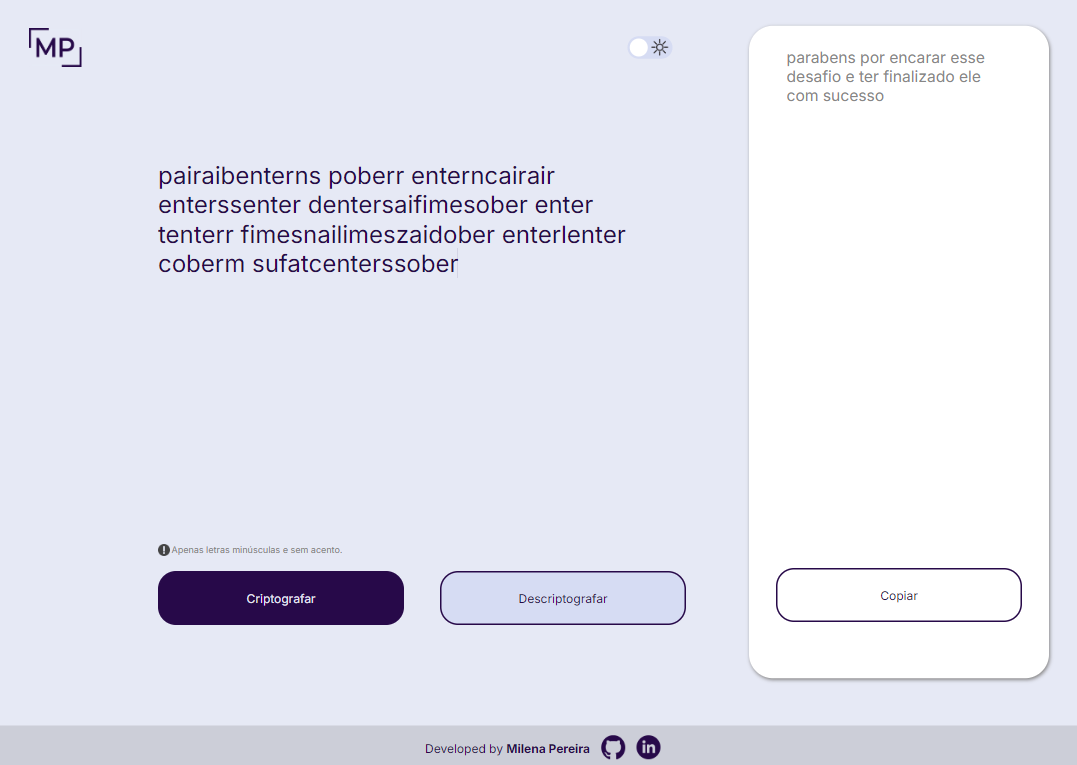 MP
pairaibenterns poberr enterncairair
enterssenter dentersaifimesober enter
tenterr fimesnailimeszaidober enterlenter
coberm sufatcenterssober
Apenas letras minúsculas e sem acento.
Criptografar
Descriptografar
parabens por encarar esse
desafio e ter finalizado ele
com sucesso
Copiar
Developed by Milena Pereira
in